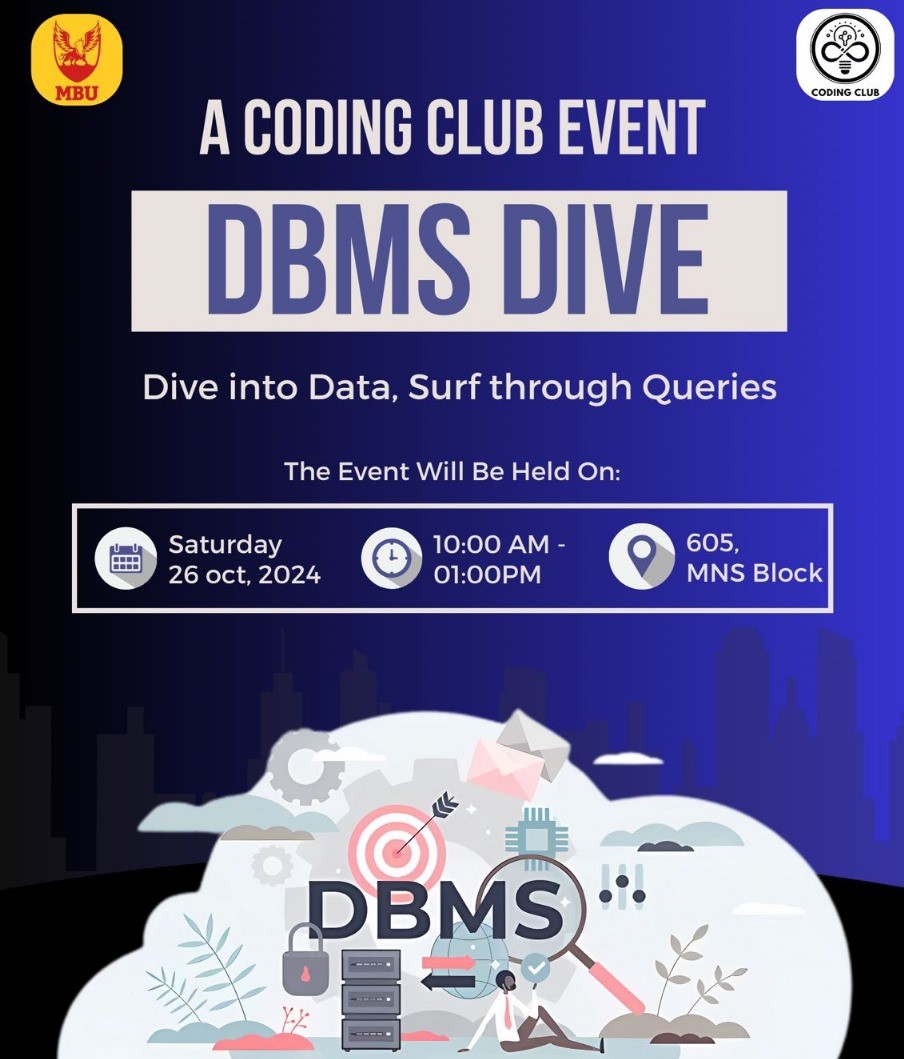 MBU
CODING CLUB
A CODING CLUB EVENT
DBMS DIVE
Dive into Data, Surf through Queries
The Event Will Be Held On:
Saturday
26 oct, 2024
10:00 AM -
01:00PM
605,
MNS Block
DBMS